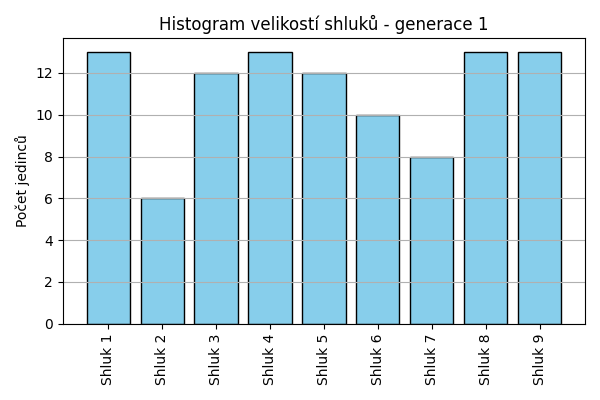 Histogram velikostí shluků - generace 1
Počet jedinců
12
10
8
6
4
2
0
Shluk 1
Shluk 2
Shluk 3
Shluk 4
Shluk 5
Shluk 6
Shluk 7
Shluk 8
Shluk 9